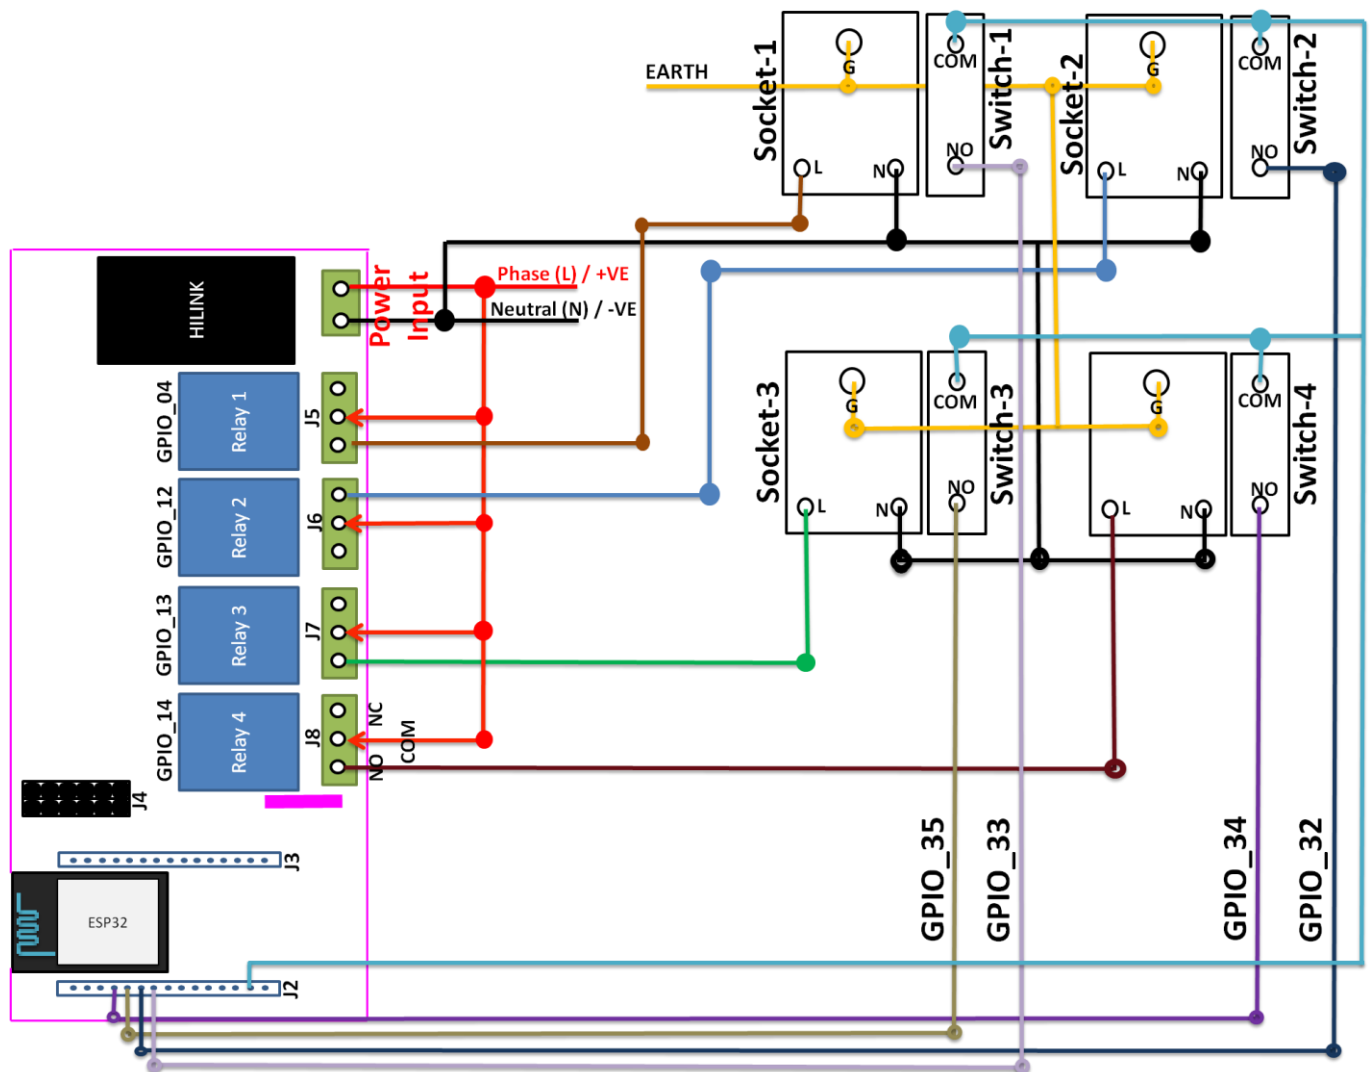 EARTH
Socket-1
G
L
N
COM
NO
Switch-1
Socket-2
G
L
N
COM
NO
Switch-2
HILINK
Power
Input
Phase (L) / +VE
Neutral (N) / -VE
GPIO_04
Relay 1
J5
GPIO_12
Relay 2
J6
GPIO_13
Relay 3
J7
GPIO_14
Relay 4
J8
NC
COM
NO
Socket-3
G
L
N
COM
NO
Switch-3
G
L
N
COM
NO
Switch-4
J4
J3
ESP32
J2
GPIO_35
GPIO_33
GPIO_34
GPIO_32